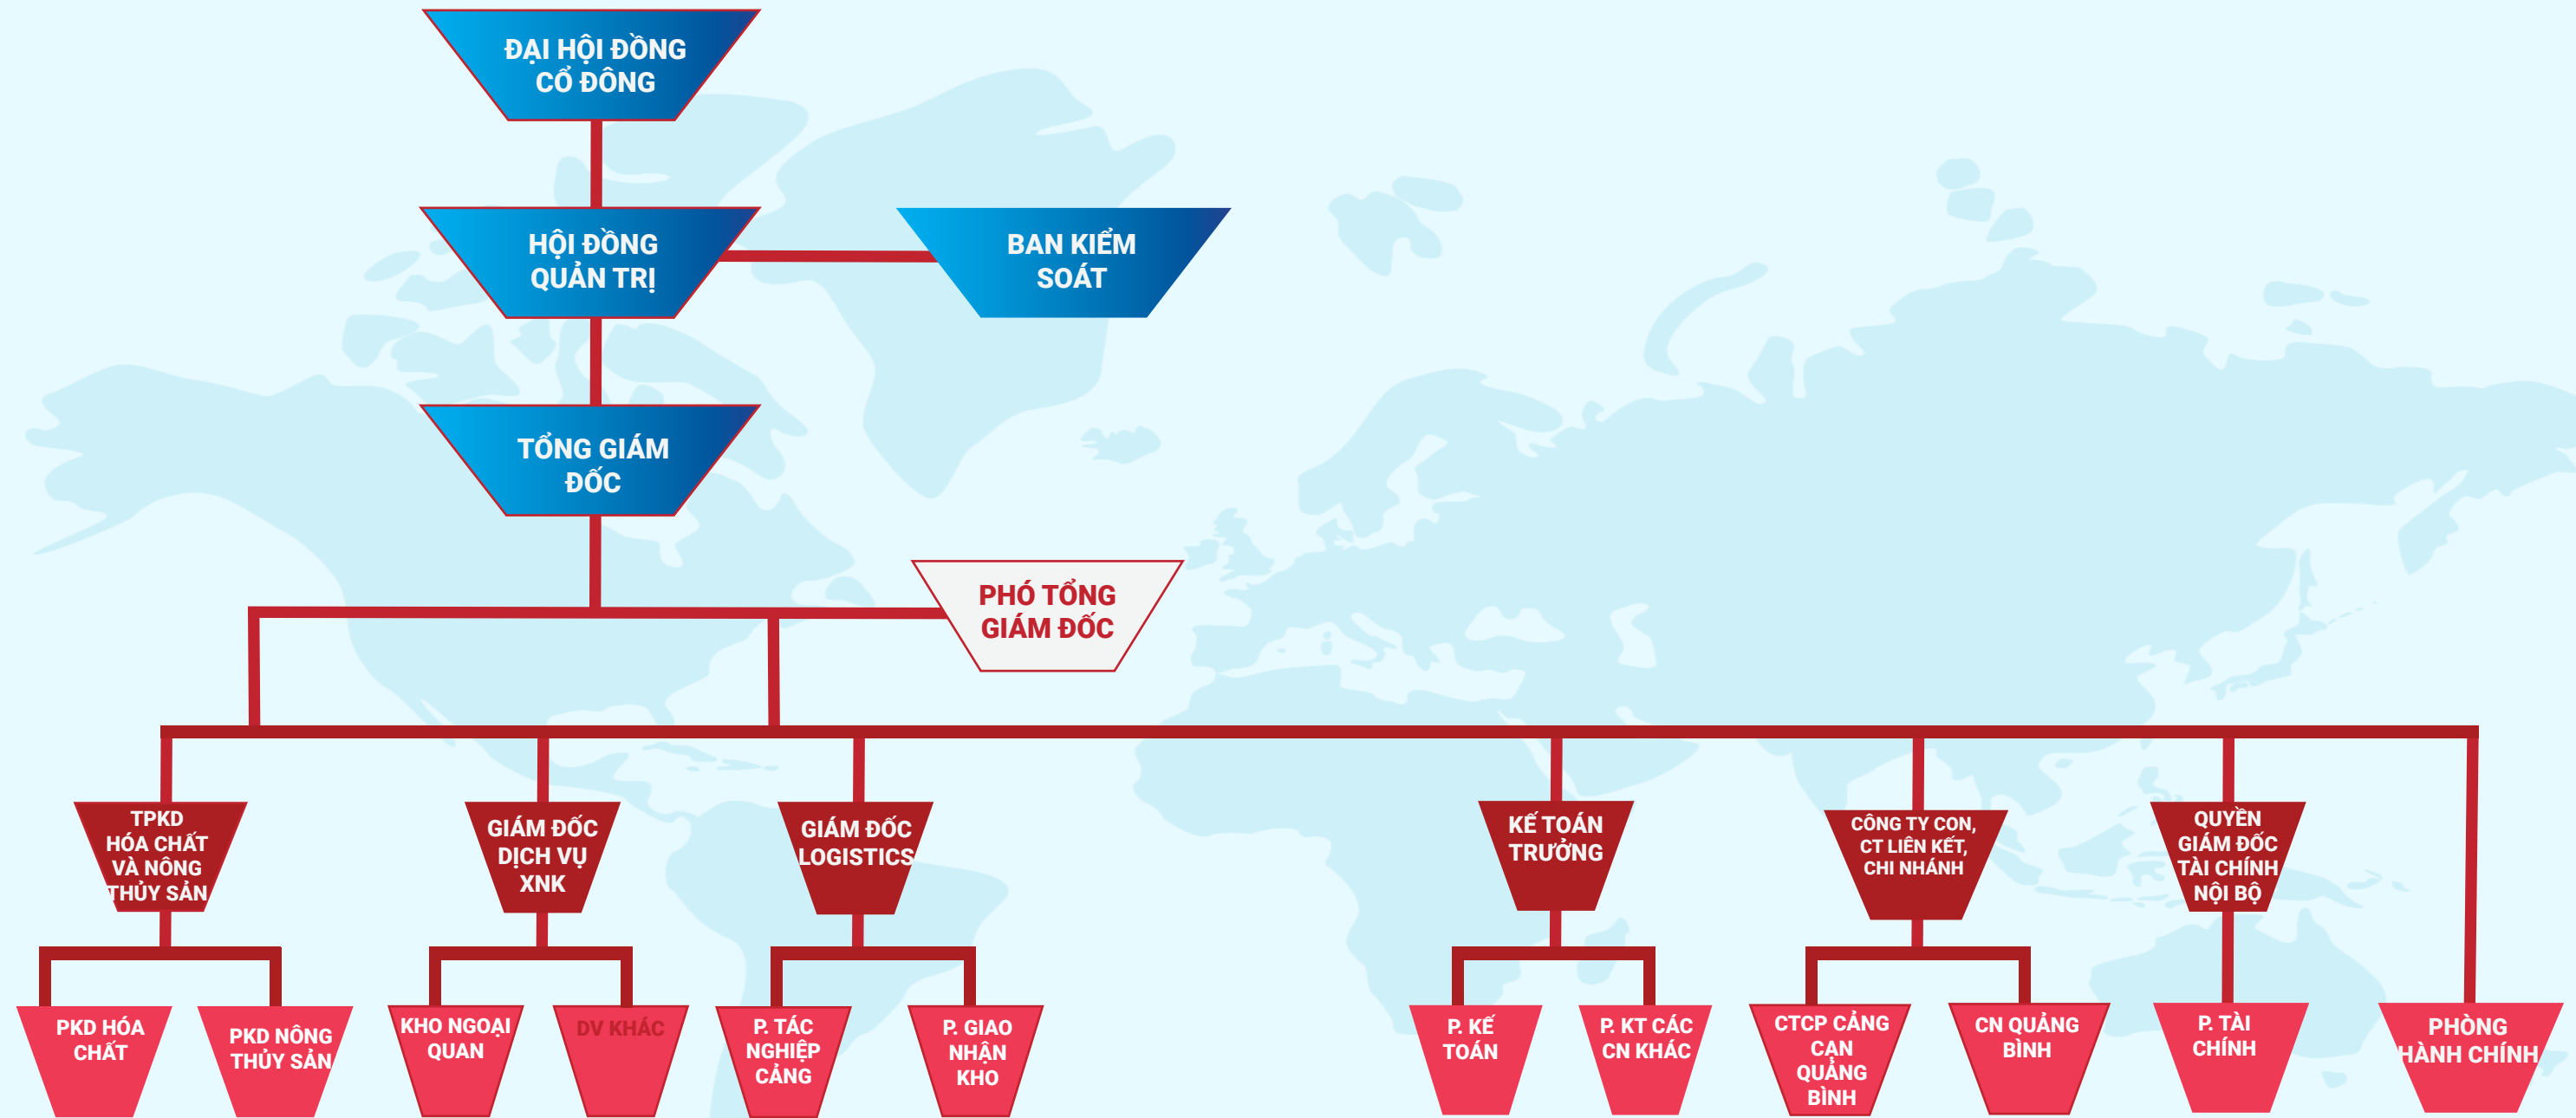 ĐẠI HỘI ĐỒNG
CỔ ĐÔNG
HỘI ĐỒNG
QUẢN TRỊ
BAN KIỂM
SOÁT
TỔNG GIÁM
ĐỐC
PHÓ TỔNG
GIÁM ĐỐC
TPKD
HÓA CHẤT
VÀ NÔNG
THỦY SẢN
GIÁM ĐỐC
DỊCH VỤ
XNK
GIÁM ĐỐC
LOGISTICS
KẾ TOÁN
TRƯỞNG
CÔNG TY CON,
CT LIÊN KẾT,
CHI NHÁNH
QUYỀN
GIÁM ĐỐC
TÀI CHÍNH
NỘI BỘ
PKD HÓA
CHẤT
PKD NÔNG
THỦY SẢN
KHO NGOẠI
QUAN
DV KHÁC
P. TÁC
NGHIỆP
CẢNG
P. GIAO
NHẬN
KHO
P. KẾ
TOÁN
P. KT CÁC
CN KHÁC
CTCP CẢNG
CẠN
QUẢNG
BÌNH
CN QUẢNG
BÌNH
P. TÀI
CHÍNH
PHÒNG
HÀNH CHÍNH